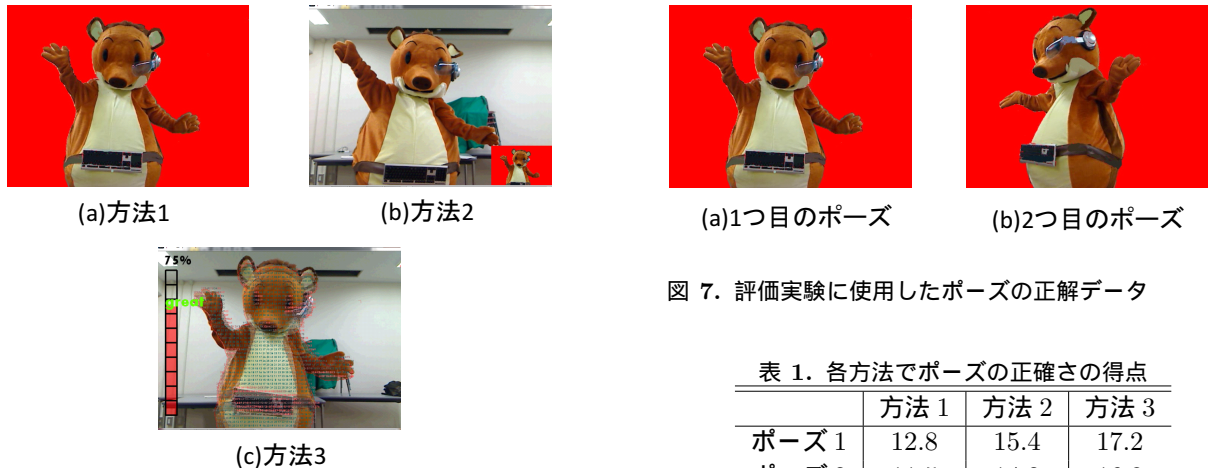 (a)方法1
(b)方法2
75%
great
(c)方法3
(a)1つ目のポーズ
(b)2つ目のポーズ
図 7. 評価実験に使用したポーズの正解データ
表 1. 各方法でポーズの正確さの得点
方法 1 方法 2 方法 3
ポーズ 1 12.8 15.4 17.2